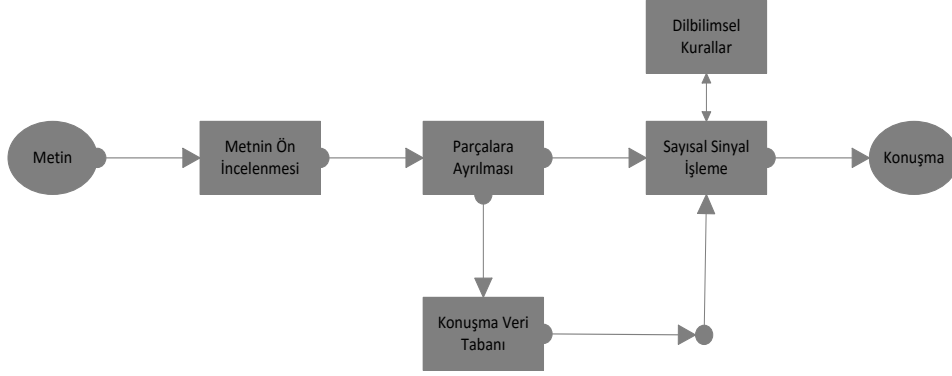 Dilbilimsel
Kurallar
Metin
Metnin Ön
İncelenmesi
Parçalara
Ayrılması
Sayısal Sinyal
İşleme
Konuşma
Konuşma Veri
Tabanı